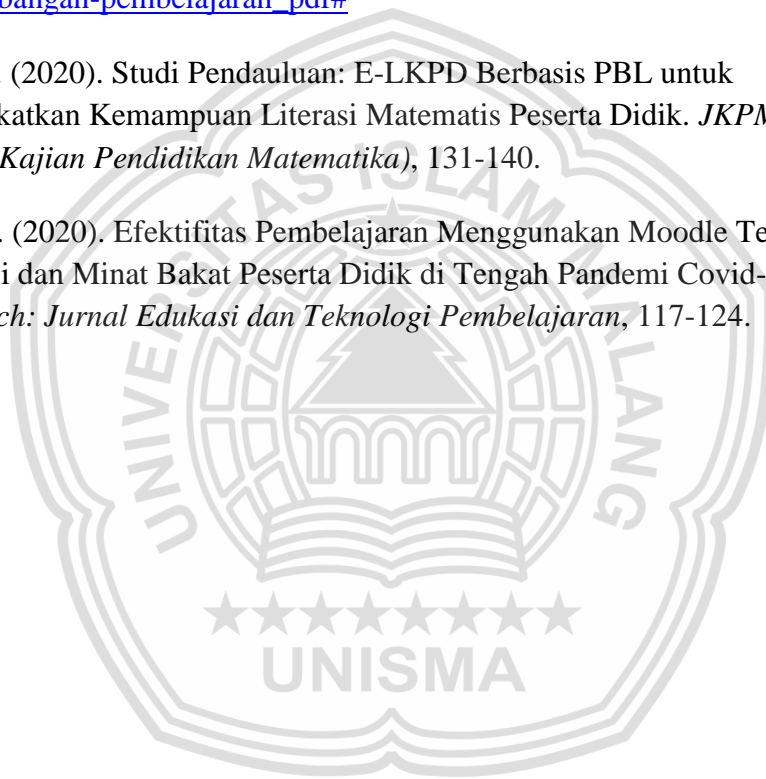 bangan-pembelajaran_pdf#
. (2020). Studi Pendauluan: E-LKPD Berbasis PBL untuk
katkan Kemampuan Literasi Matematis Peserta Didik. JKPM
Kajian Pendidikan Matematika), 131-140.
. (2020). Efektifitas Pembelajaran Menggunakan Moodle Te
i dan Minat Bakat Peserta Didik di Tengah Pandemi Covid-
ch: Jurnal Edukasi dan Teknologi Pembelajaran, 117-124.
UNIVERSITAS ISLAM MALANG
UNISMA